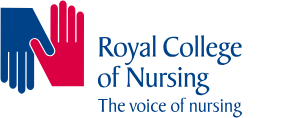 Royal College
of Nursing
The voice of nursing